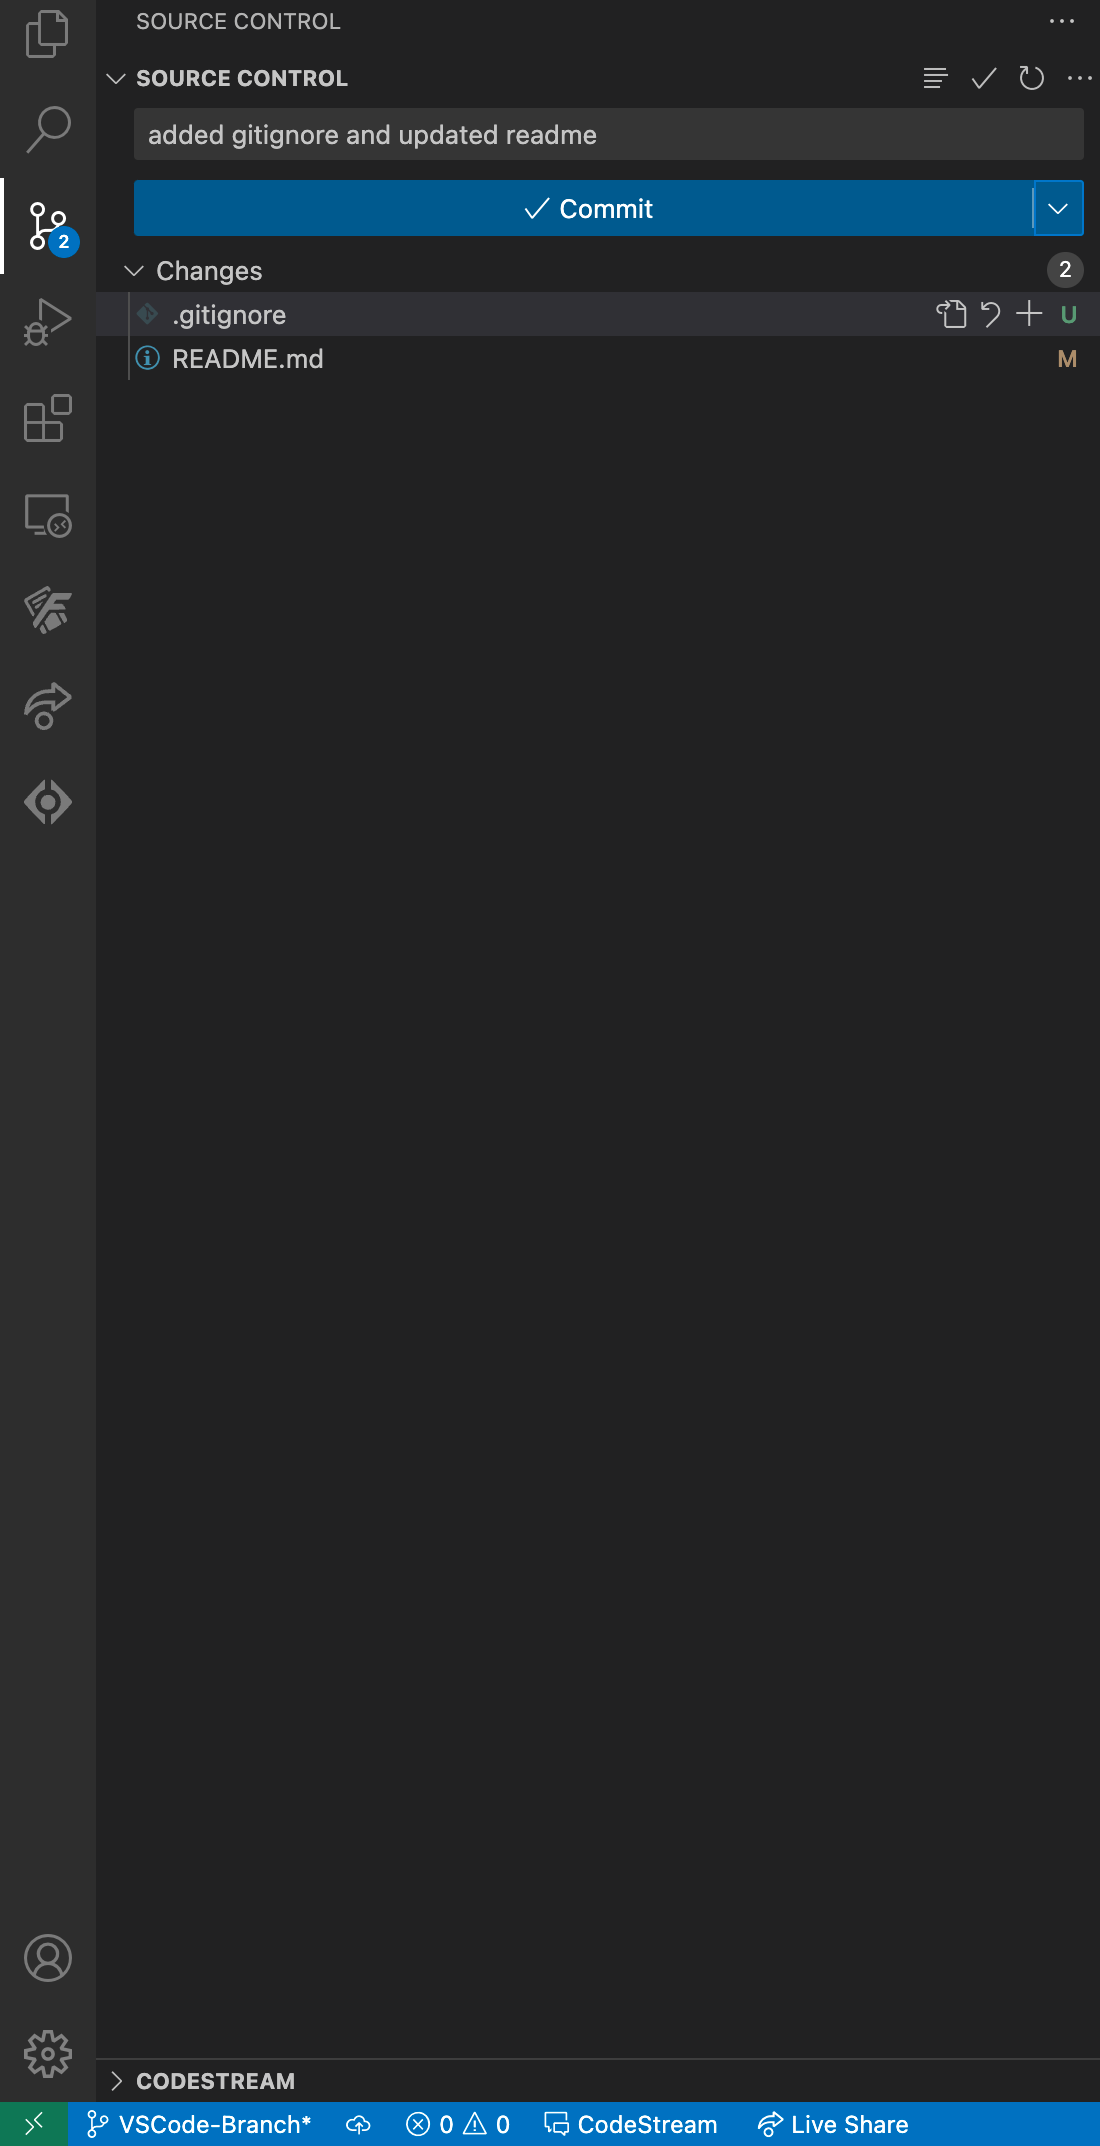 SOURCE CONTROL
SOURCE CONTROL
added gitignore and updated readme
Commit
Changes 2
.gitignore U
README.md M
2
CODESTREAM
VSCode-Branch* 0 0 CodeStream Live Share